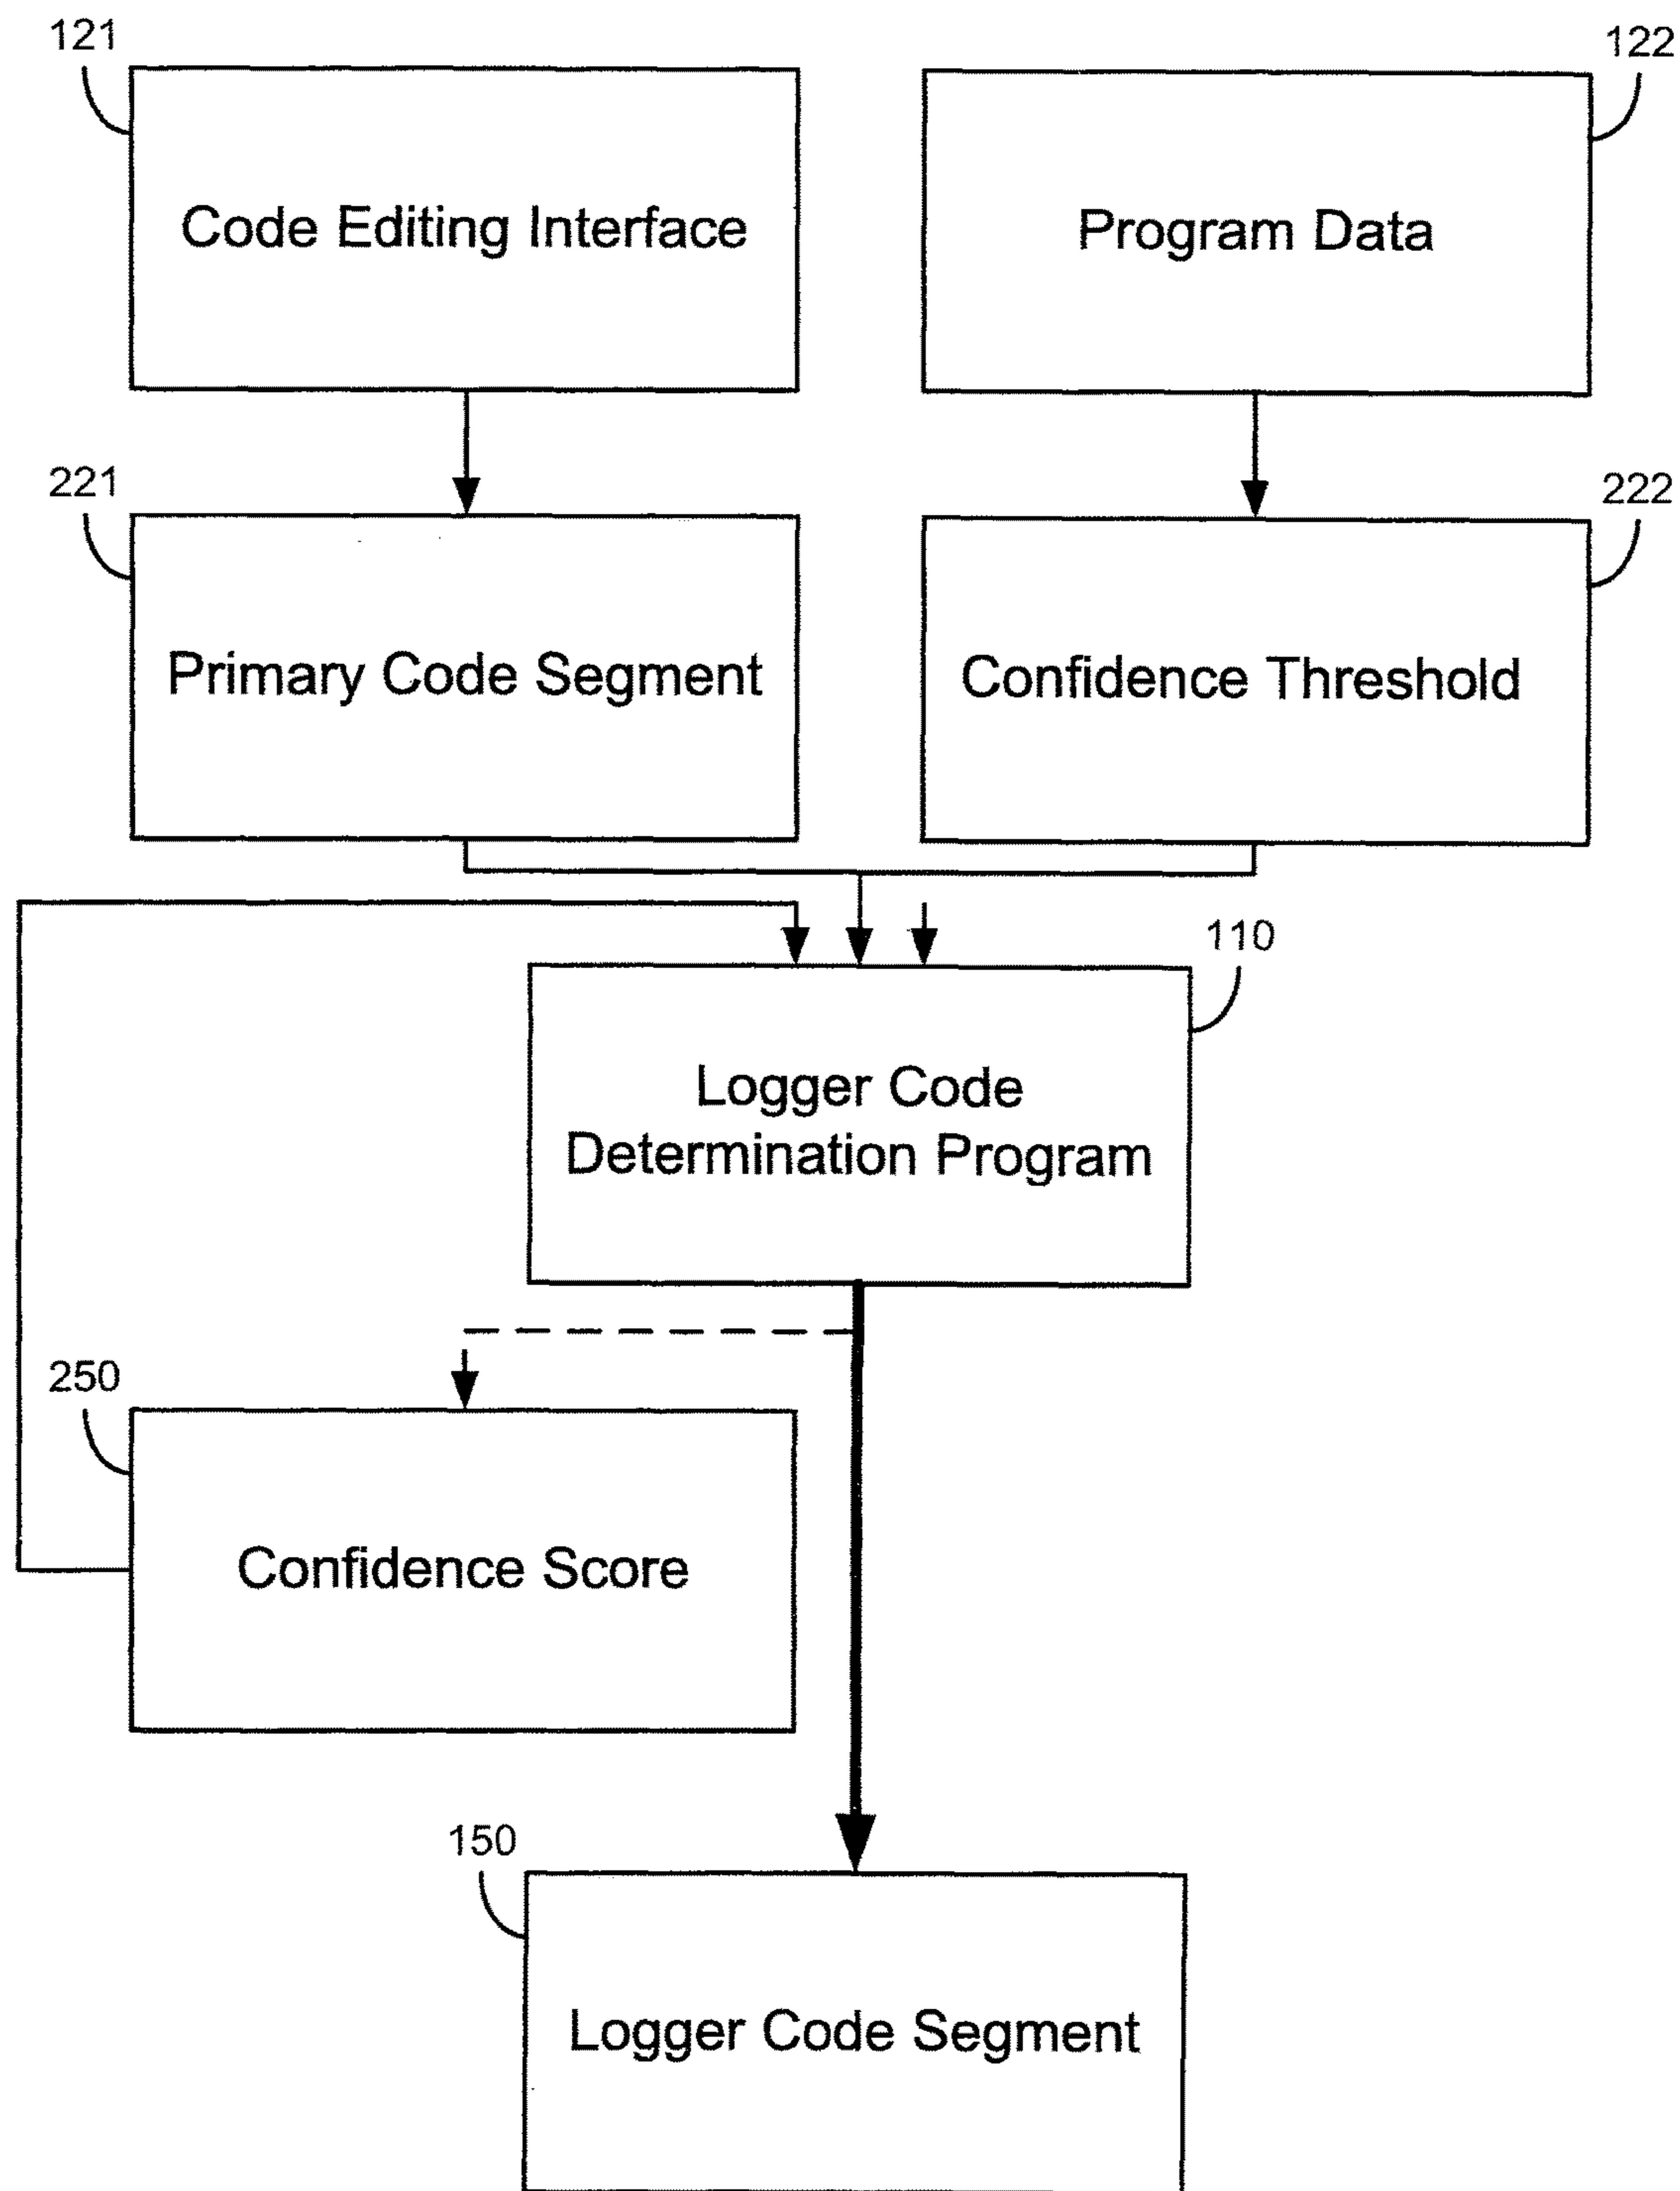 121
122
Code Editing Interface
Program Data
221
222
Primary Code Segment
Confidence Threshold
110
Logger Code
Determination Program
250
Confidence Score
150
Logger Code Segment